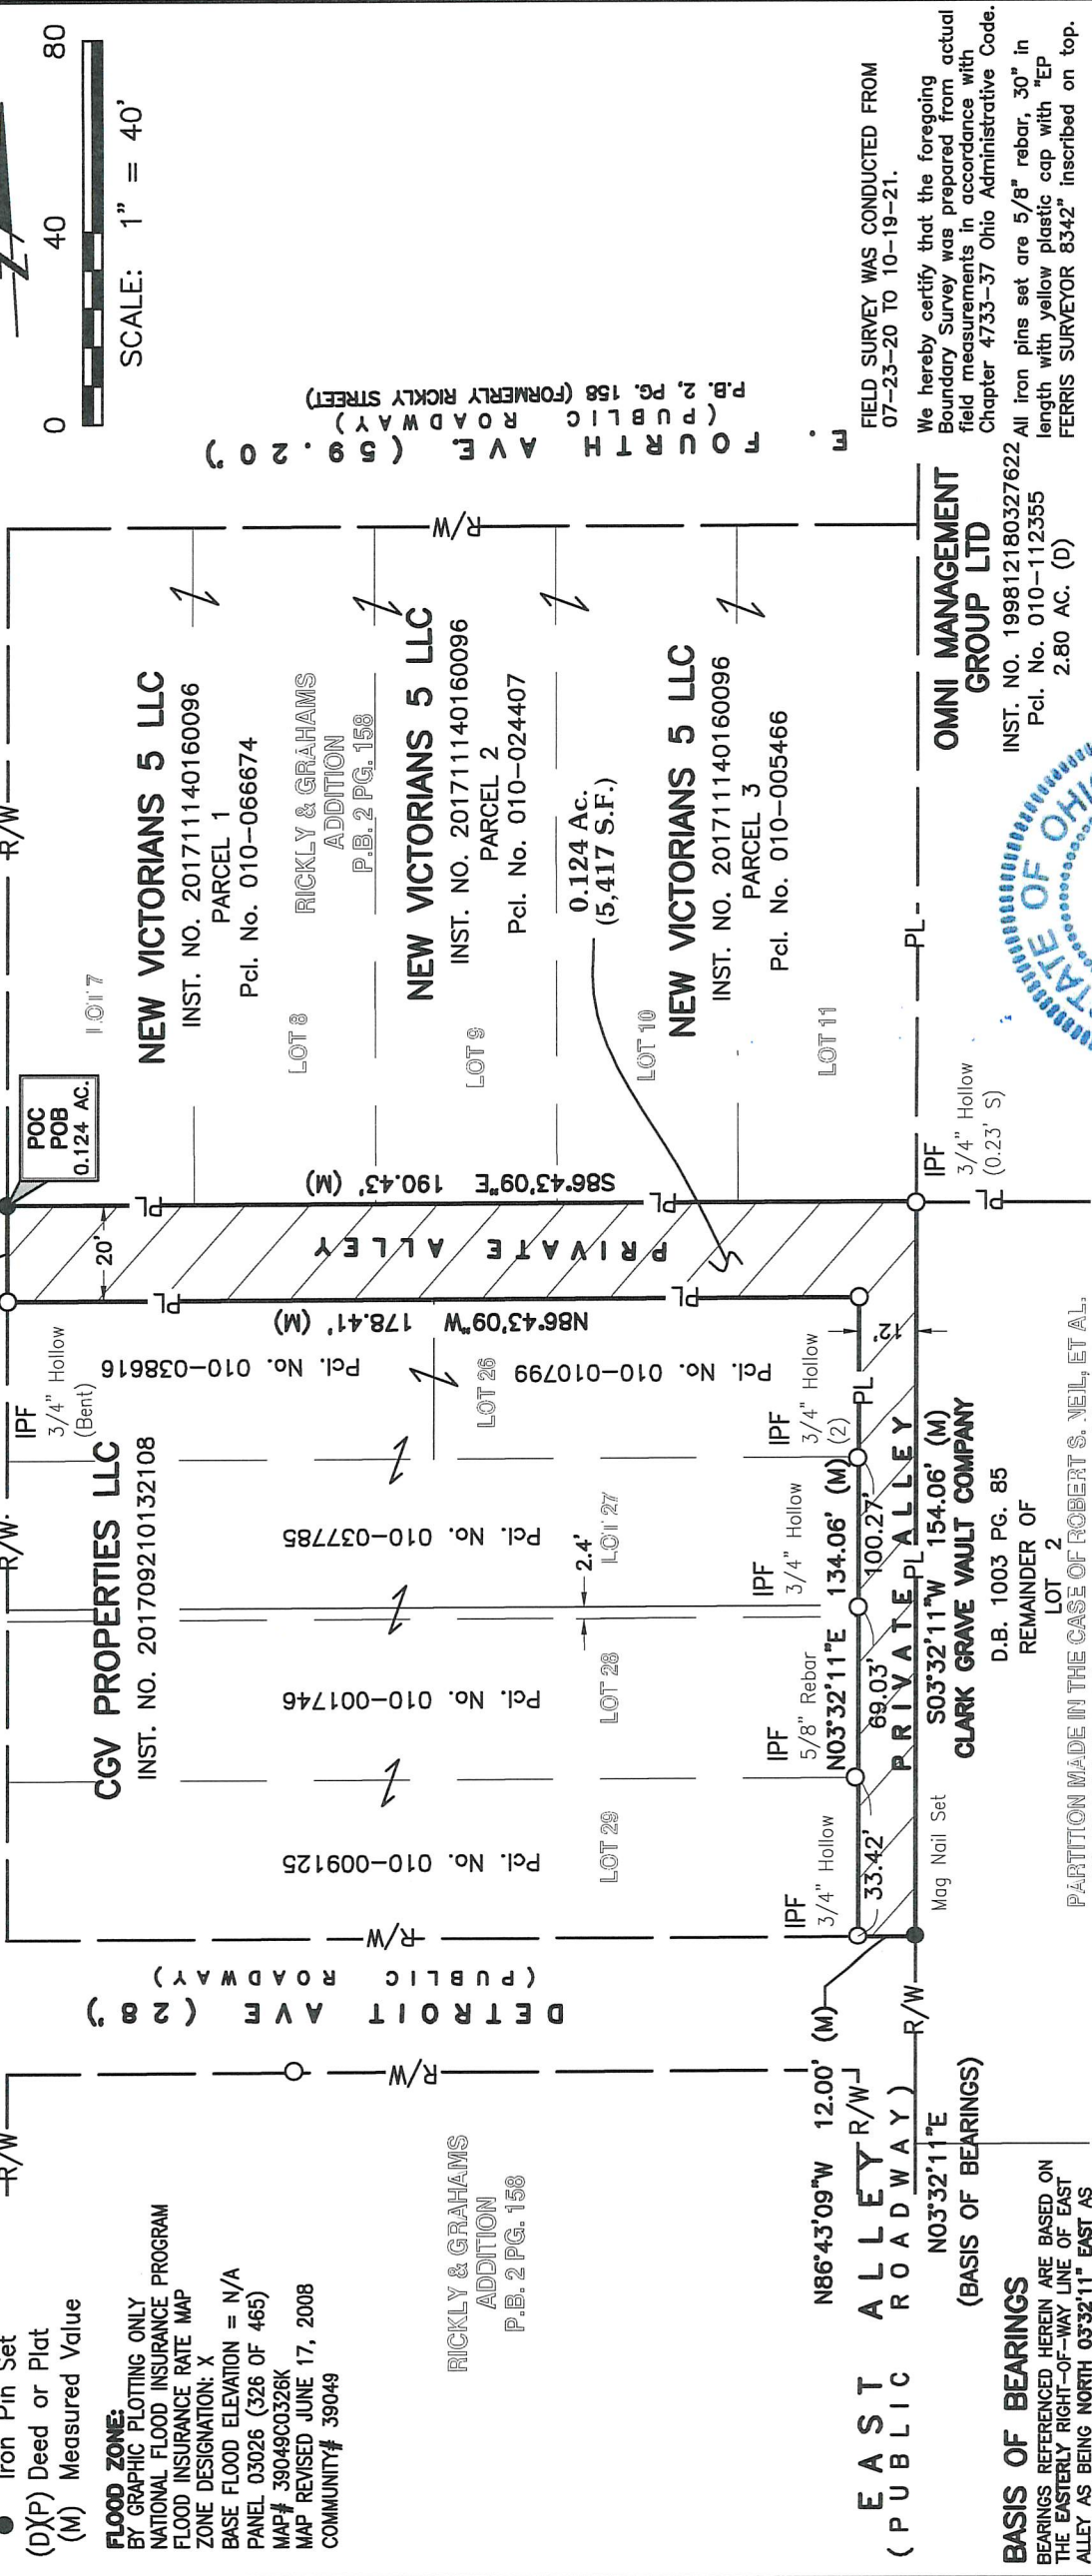 0 40 80
SCALE: 1" = 40'
Iron Pin Set
(D)(P) Deed or Plat
(M) Measured Value
FLOOD ZONE:
BY GRAPHIC PLOTTING ONLY
NATIONAL FLOOD INSURANCE PROGRAM
FLOOD INSURANCE RATE MAP
ZONE DESIGNATION: X
BASE FLOOD ELEVATION = N/A
PANEL 03026 (326 OF 465)
MAP# 39049C0326K
MAP REVISED JUNE 17, 2008
COMMUNITY# 39049
RICKLY & GRAHAMS
ADDITION
P.B. 2 PG. 158
R/W
R/W
R/W
DETROIT AVE (28')
(PUBLIC ROADWAY)
R/W
R/W
CGV PROPERTIES LLC
INST. NO. 201709210132108
IPF
3/4" Hollow
(Bent)
Pcl. No. 010-009125
LOT 29
Pcl. No. 010-001746
LOT 28
2.4'
Pcl. No. 010-037785
LOT 27
Pcl. No. 010-038616
LOT 26
Pcl. No. 010-010799
N86°43'09"W 178.41' (M)
PL
PL
20'
PRIVATE ALLEY
PL
PL
S86°43'09"E 190.43' (M)
POC
POB
0.124 AC.
LOT 7
NEW VICTORIANS 5 LLC
INST. NO. 201711140160096
PARCEL 1
Pcl. No. 010-066674
LOT 8
RICKLY & GRAHAMS
ADDITION
P.B. 2 PG. 158
NEW VICTORIANS 5 LLC
INST. NO. 201711140160096
PARCEL 2
Pcl. No. 010-024407
LOT 9
0.124 Ac.
(5,417 S.F.)
LOT 10
NEW VICTORIANS 5 LLC
INST. NO. 201711140160096
PARCEL 3
Pcl. No. 010-005466
LOT 11
R/W
R/W
E. FOURTH AVE. (59.20')
(PUBLIC ROADWAY)
P.B. 2, PG. 158 (FORMERLY RICKLY STREET)
FIELD SURVEY WAS CONDUCTED FROM
07-23-20 TO 10-19-21.
We hereby certify that the foregoing
Boundary Survey was prepared from actual
field measurements in accordance with
Chapter 4733-37 Ohio Administrative Code.
All iron pins set are 5/8" rebar, 30" in
length with yellow plastic cap with "EP
FERRIS SURVEYOR 8342" inscribed on top.
OMNI MANAGEMENT
GROUP LTD
INST. NO. 199812180327622
Pcl. No. 010-112355
2.80 AC. (D)
PL
STATE OF OHIO
IPF
3/4" Hollow
(0.23' S)
PL
12'
IPF
3/4" Hollow
(2)
IPF
3/4" Hollow
IPF
5/8" Rebar
IPF
3/4" Hollow
N03°32'11"E 134.06' (M) PL
33.42' 69.03' 100.27'
PRIVATE ALLEY
PL
Mag Nail Set
S03°32'11"W 154.06' (M)
CLARK GRAVE VAULT COMPANY
D.B. 1003 PG. 85
REMAINDER OF
LOT 2
PARTITION MADE IN THE CASE OF ROBERT S. NEIL, ET AL.
N86°43'09"W 12.00' (M)
R/W
EAST ALLEY
(PUBLIC ROADWAY)
R/W
N03°32'11"E
(BASIS OF BEARINGS)
BASIS OF BEARINGS
BEARINGS REFERENCED HEREIN ARE BASED ON
THE EASTERLY RIGHT-OF-WAY LINE OF EAST
ALLEY AS BEING NORTH 03°32'11" EAST AS